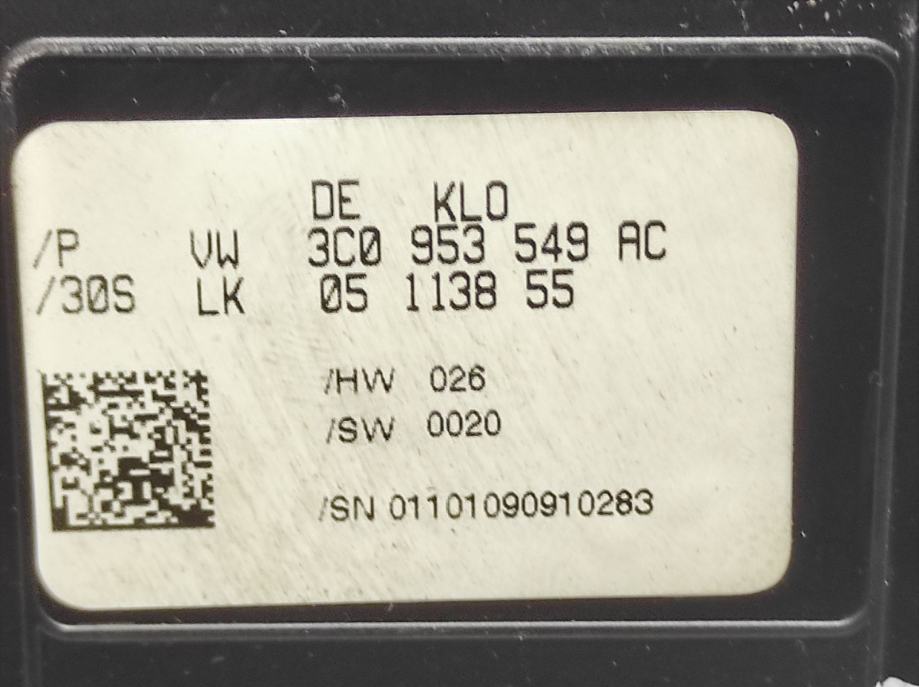 DE KLO
/P VW 3C0 953 549 AC
/30S LK 05 1138 55
/HW 026
/SW 0020
/SN 01101090910283